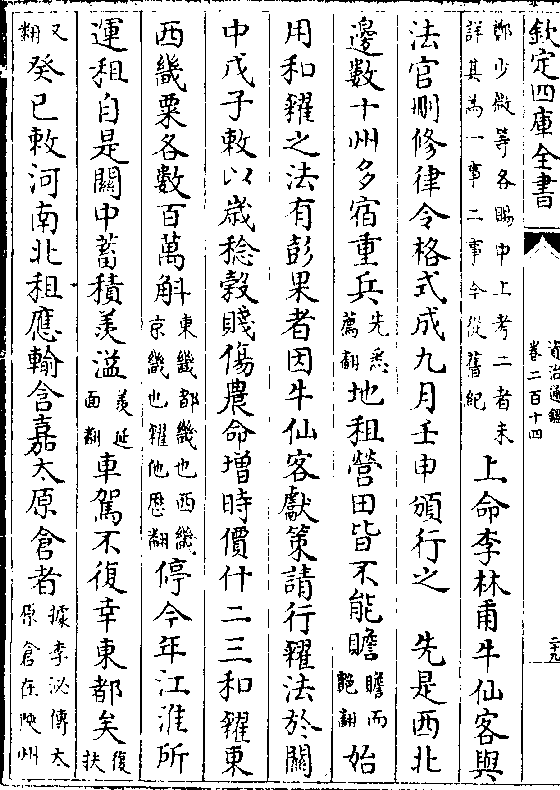 欽定四庫全書
資治通鑑
卷二百十四
二十九
鄭少微等各賜中上考二者未
詳其為一事二事今從舊紀
上命李林甫牛仙客與
法官刪修律令格式成九月壬申頒行之　先是西北
邊數十州多宿重兵先悉薦翻地租營田皆不能贍贍而艶翻始
用和糴之法有彭果者因牛仙客獻策請行糴法於關
中戊子敕以歳稔穀賤傷農命增時價什二三和糴東
西畿粟各數百萬斛東畿都畿也西畿京畿也糴他歴翻停今年江淮所
運租自是關中蓄積羨溢羨延面翻車駕不復幸東都矣復扶
又翻癸巳敕河南北租應輸含嘉太原倉者據李泌傳太原倉在陜州